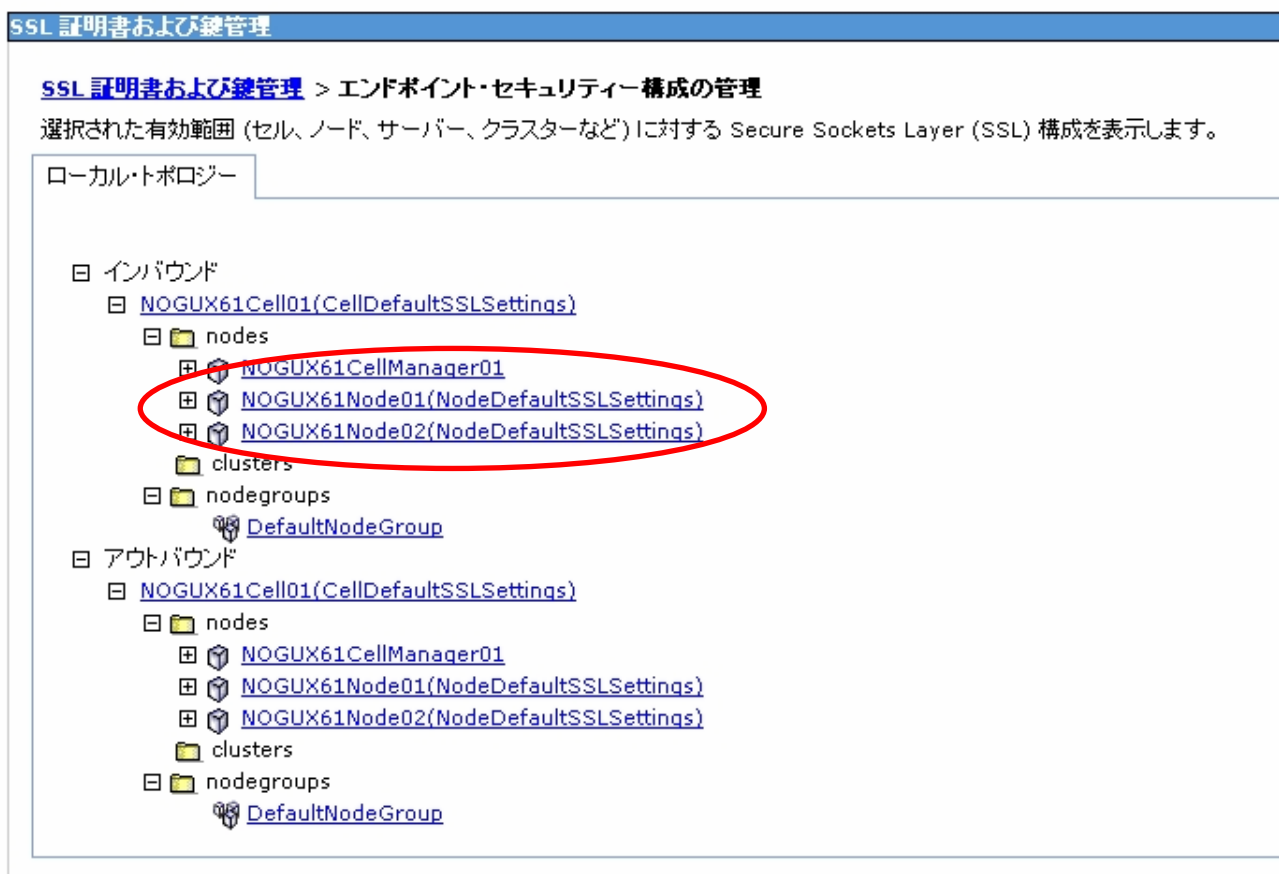 SSL 証明書および鍵管理
SSL 証明書および鍵管理 > エンドポイント・セキュリティー構成の管理
選択された有効範囲 (セル、ノード、サーバー、クラスターなど) に対する Secure Sockets Layer (SSL) 構成を表示します。
ローカル・トポロジー
インバウンド
NOGUX61Cell01(CellDefaultSSLSettings)
nodes
NOGUX61CellManager01
NOGUX61Node01(NodeDefaultSSLSettings)
NOGUX61Node02(NodeDefaultSSLSettings)
clusters
nodegroups
DefaultNodeGroup
アウトバウンド
NOGUX61Cell01(CellDefaultSSLSettings)
nodes
NOGUX61CellManager01
NOGUX61Node01(NodeDefaultSSLSettings)
NOGUX61Node02(NodeDefaultSSLSettings)
clusters
nodegroups
DefaultNodeGroup